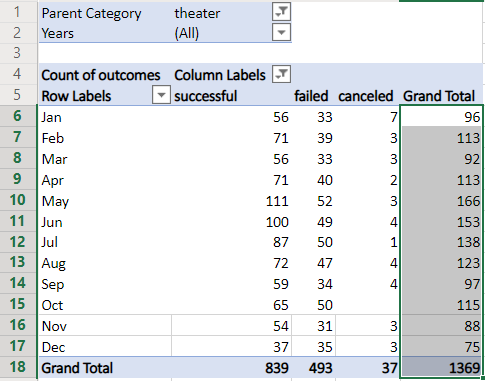 1 Parent Category theater
2 Years (All)
3
4 Count of outcomes Column Labels
5 Row Labels successful failed canceled Grand Total
6 Jan 56 33 7 96
7 Feb 71 39 3 113
8 Mar 56 33 3 92
9 Apr 71 40 2 113
10 May 111 52 3 166
11 Jun 100 49 4 153
12 Jul 87 50 1 138
13 Aug 72 47 4 123
14 Sep 59 34 4 97
15 Oct 65 50 115
16 Nov 54 31 3 88
17 Dec 37 35 3 75
18 Grand Total 839 493 37 1369